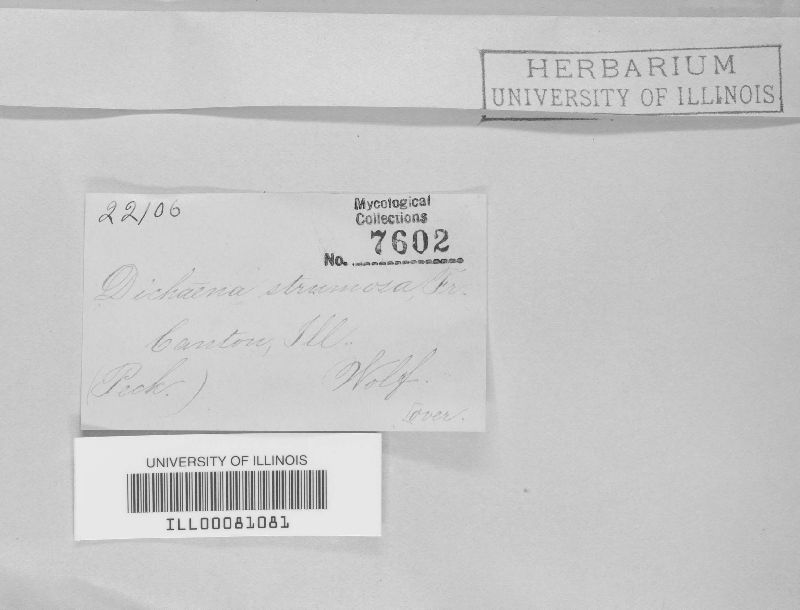 HERBARIUM
UNIVERSITY OF ILLINOIS
22106
Mycological
Collections
No. 7602
Dichaena strumosa, Fr.
Canton, Ill.
(Peck.) Wolf.
over.
UNIVERSITY OF ILLINOIS
ILL00081081